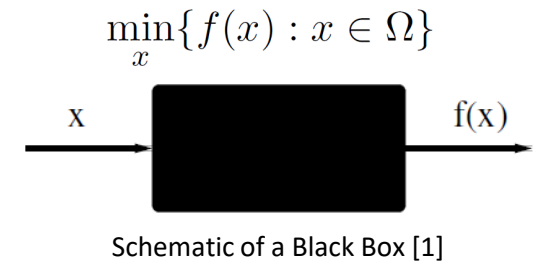 min{f(x) : x ∈ Ω}
x
x
f(x)
Schematic of a Black Box [1]